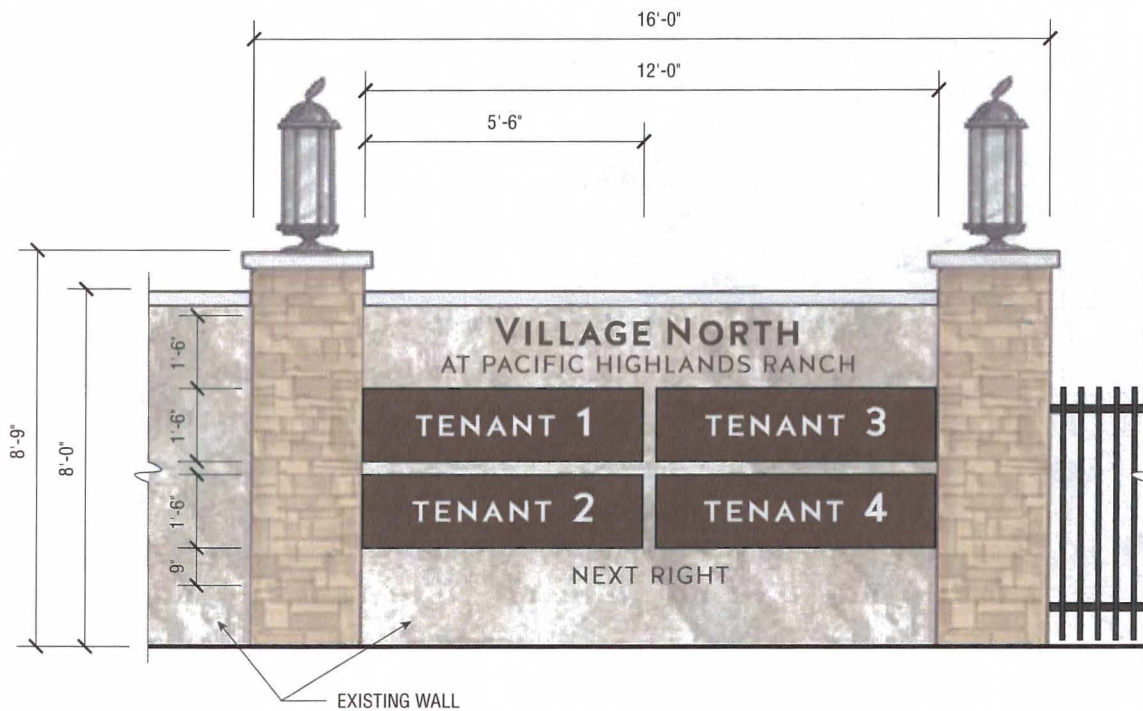 16'-0"
12'-0"
5'-6"
8'-9"
8'-0"
1'-6"
1'-6"
1'-6"
9"
VILLAGE NORTH
AT PACIFIC HIGHLANDS RANCH
TENANT 1
TENANT 3
TENANT 2
TENANT 4
NEXT RIGHT
EXISTING WALL